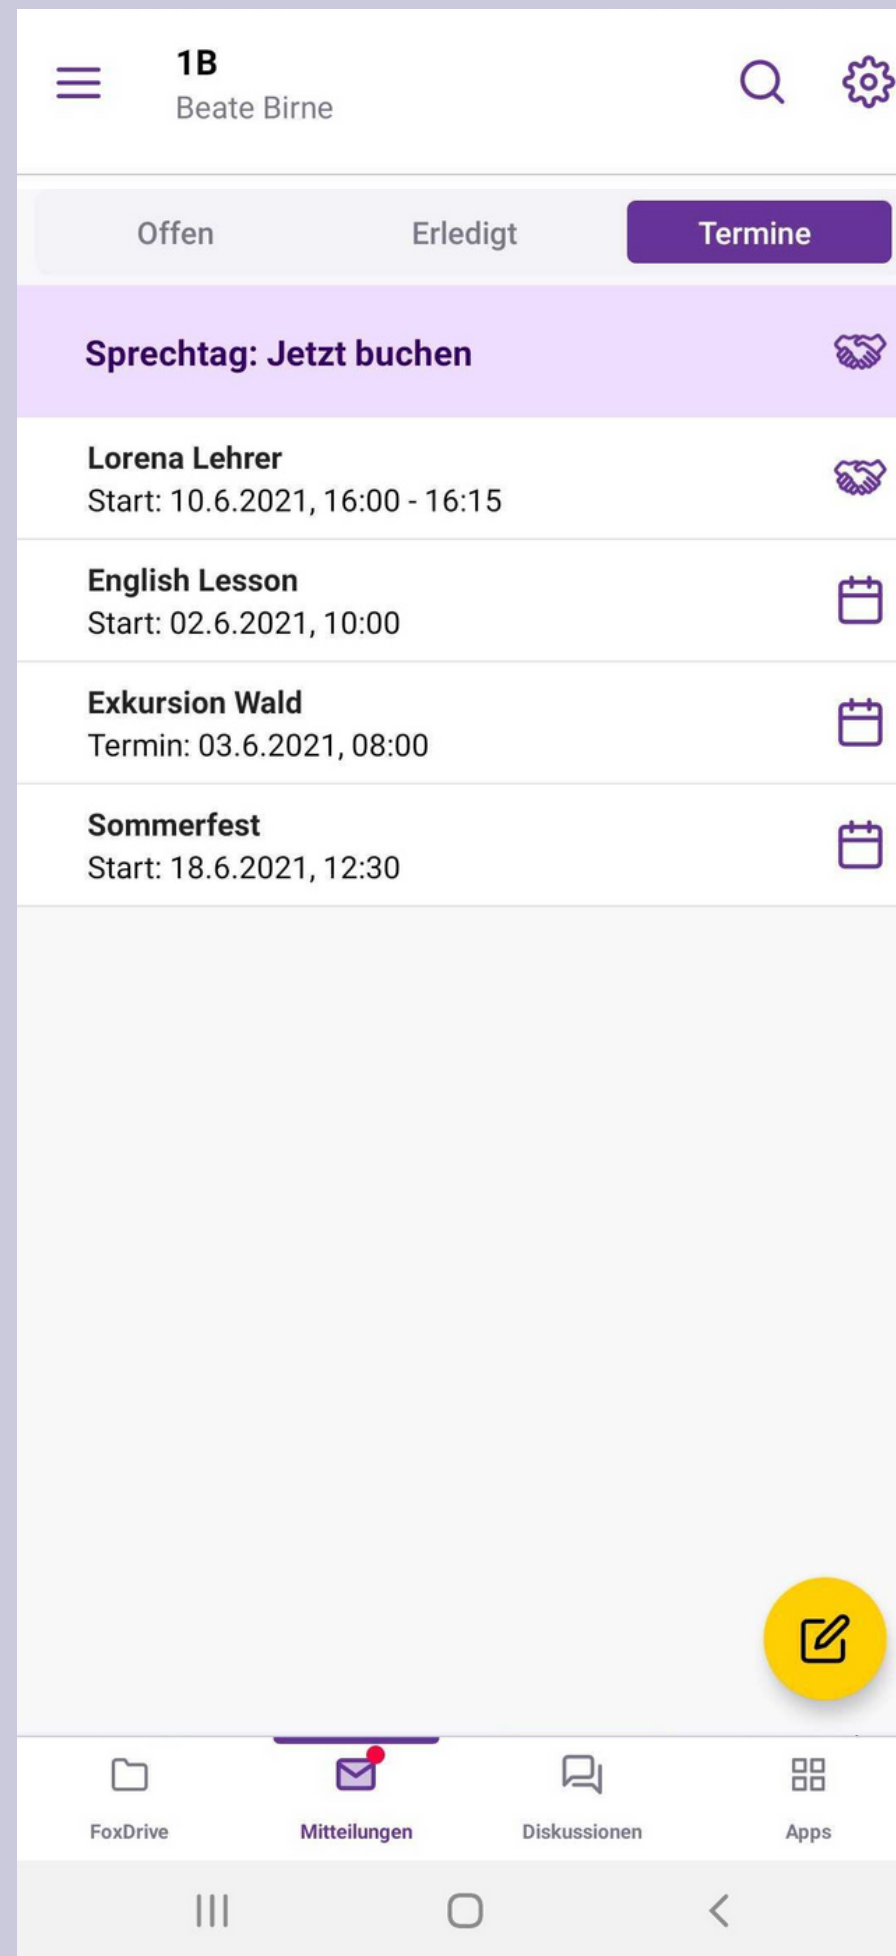 1B
Beate Birne
Offen Erledigt Termine
Sprechtag: Jetzt buchen
Lorena Lehrer
Start: 10.6.2021, 16:00 - 16:15
English Lesson
Start: 02.6.2021, 10:00
Exkursion Wald
Termin: 03.6.2021, 08:00
Sommerfest
Start: 18.6.2021, 12:30
FoxDrive Mitteilungen Diskussionen Apps